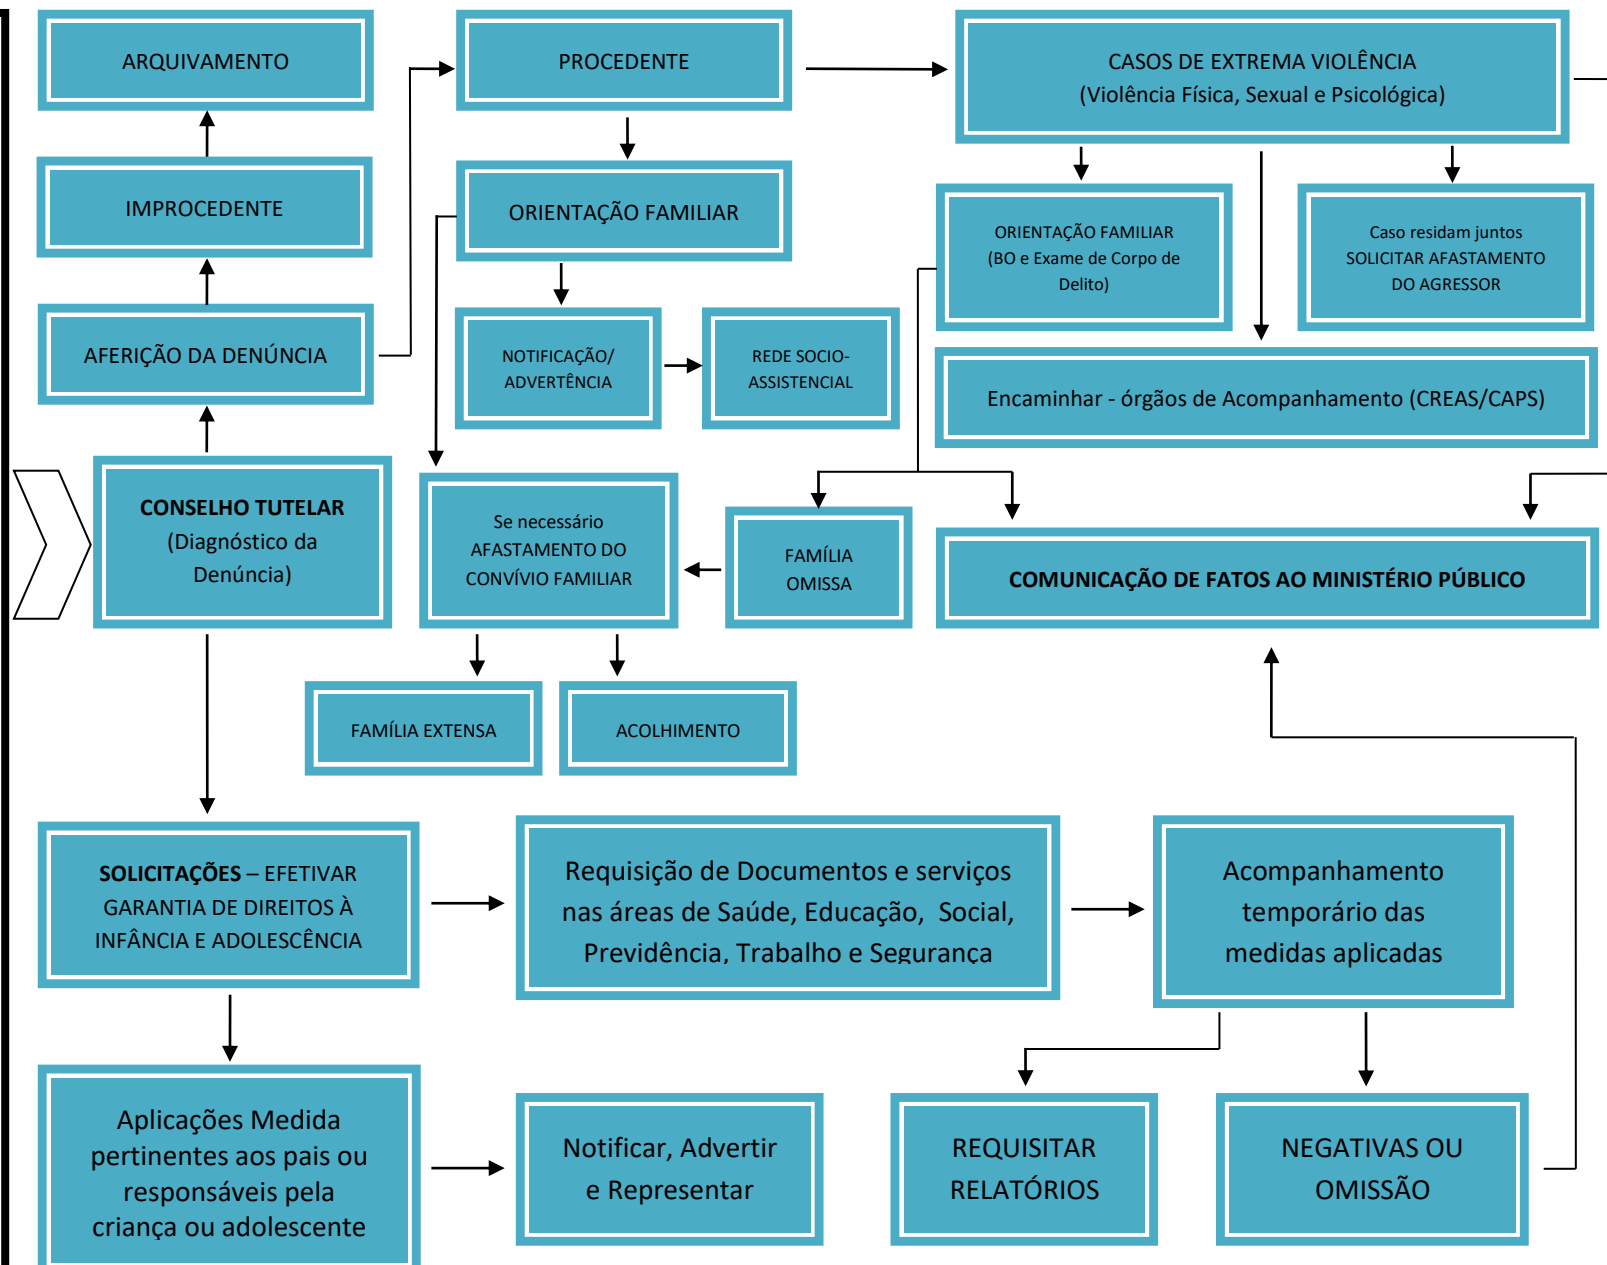 ARQUIVAMENTO
PROCEDENTE
CASOS DE EXTREMA VIOLÊNCIA
(Violência Física, Sexual e Psicológica)
IMPROCEDENTE
ORIENTAÇÃO FAMILIAR
ORIENTAÇÃO FAMILIAR
(BO e Exame de Corpo de
Delito)
Caso residam juntos
SOLICITAR AFASTAMENTO
DO AGRESSOR
AFERIÇÃO DA DENÚNCIA
NOTIFICAÇÃO/
ADVERTÊNCIA
REDE SOCIO-
ASSISTENCIAL
Encaminhar - órgãos de Acompanhamento (CREAS/CAPS)
CONSELHO TUTELAR
(Diagnóstico da
Denúncia)
Se necessário
AFASTAMENTO DO
CONVÍVIO FAMILIAR
FAMÍLIA
OMISSA
COMUNICAÇÃO DE FATOS AO MINISTÉRIO PÚBLICO
FAMÍLIA EXTENSA
ACOLHIMENTO
SOLICITAÇÕES – EFETIVAR
GARANTIA DE DIREITOS À
INFÂNCIA E ADOLESCÊNCIA
Requisição de Documentos e serviços
nas áreas de Saúde, Educação, Social,
Previdência, Trabalho e Segurança
Acompanhamento
temporário das
medidas aplicadas
Aplicações Medida
pertinentes aos pais ou
responsáveis pela
criança ou adolescente
Notificar, Advertir
e Representar
REQUISITAR
RELATÓRIOS
NEGATIVAS OU
OMISSÃO